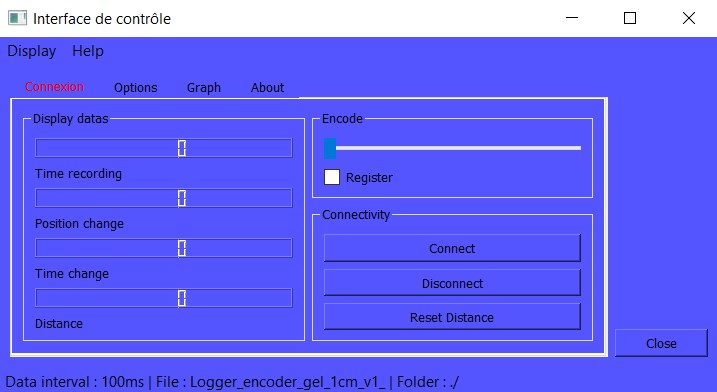 Interface de contrôle
Display Help
Connexion Options Graph About
Display datas
Time recording
Position change
Time change
Distance
Encode
Register
Connectivity
Connect
Disconnect
Reset Distance
Close
Data interval : 100ms | File : Logger_encoder_gel_1cm_v1_ | Folder : ./